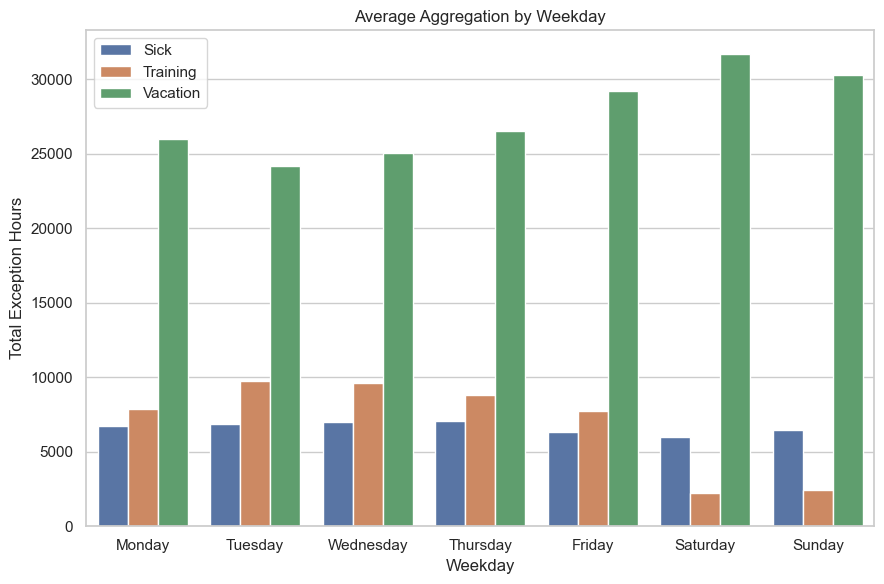 Average Aggregation by Weekday
Sick
Training
Vacation
Total Exception Hours
30000
25000
20000
15000
10000
5000
0
Monday Tuesday Wednesday Thursday Friday Saturday Sunday
Weekday